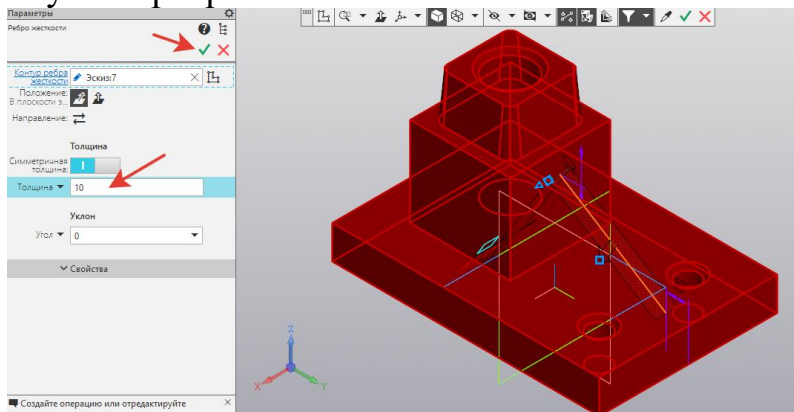 Параметры
Ребро жесткости
Контур ребра
жесткости
Эскиз:7
Положение:
В плоскости э...
Направление:
Толщина
Симметричная
толщина:
Толщина
10
Уклон
Угол
0
Свойства
Создайте операцию или отредактируйте
Z
X
Y